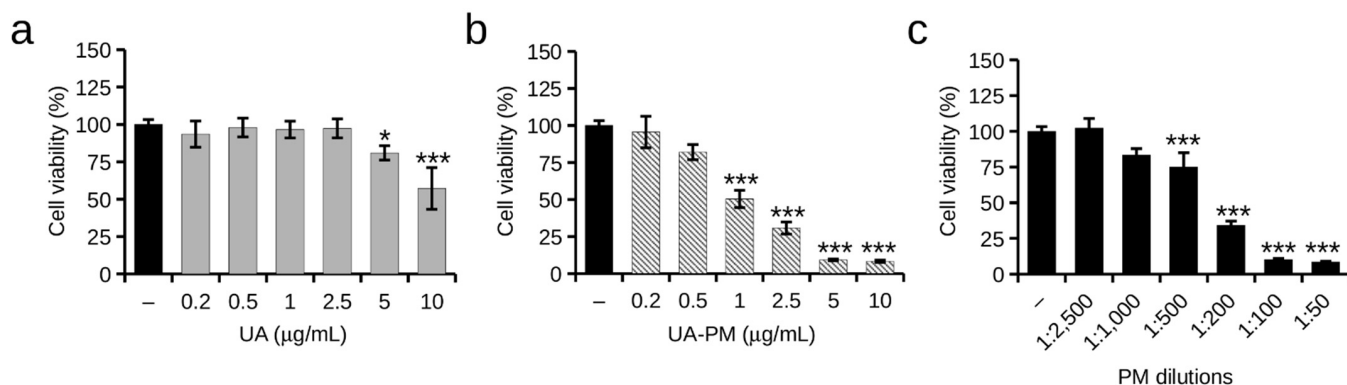 a
150
125
100
75
50
25
0
Cell viability (%)
*
***
– 0.2 0.5 1 2.5 5 10
UA (μg/mL)
b
150
125
100
75
50
25
0
Cell viability (%)
***
***
*** ***
– 0.2 0.5 1 2.5 5 10
UA-PM (μg/mL)
c
150
125
100
75
50
25
0
Cell viability (%)
***
***
*** ***
– 1:2,500 1:1,000 1:500 1:200 1:100 1:50
PM dilutions